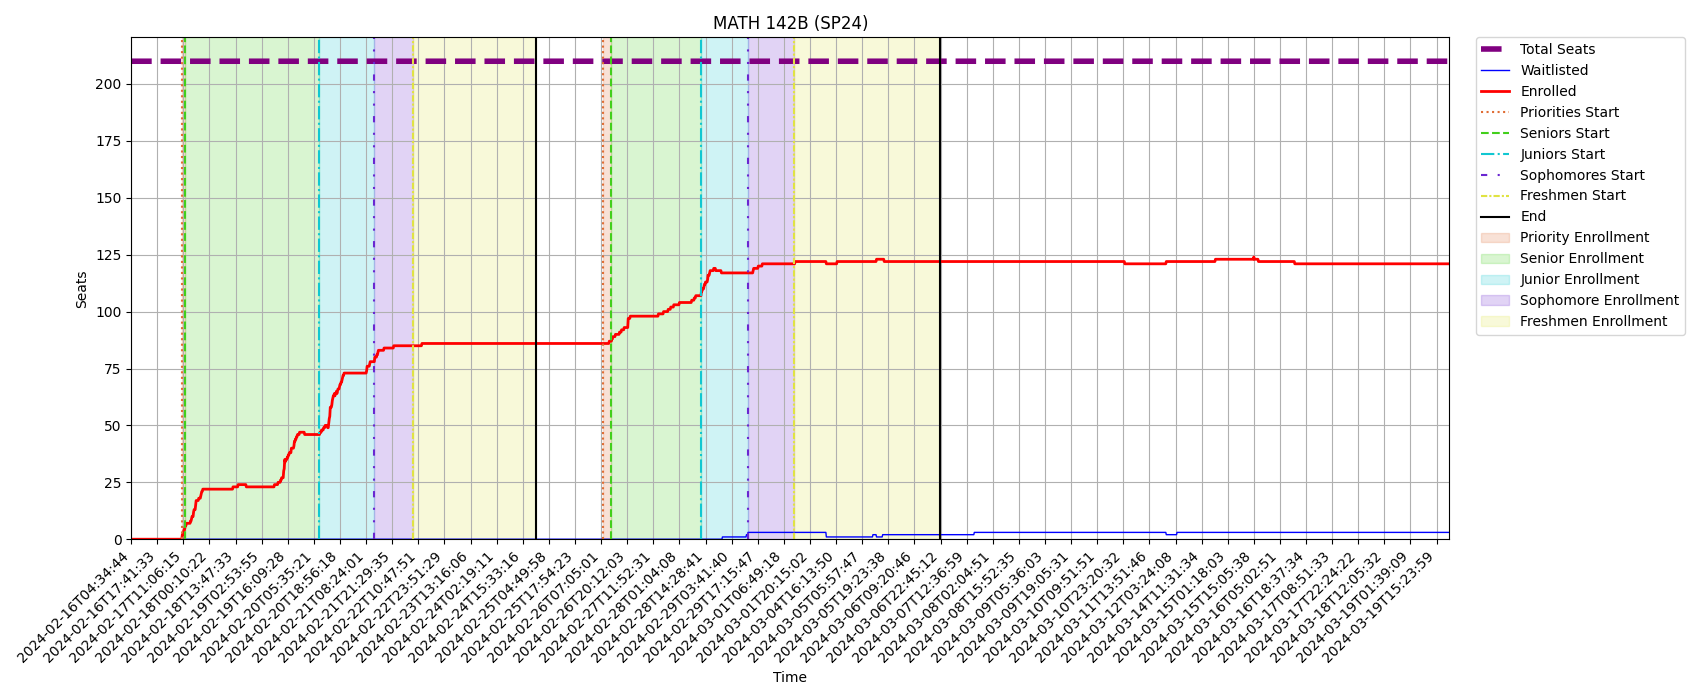 MATH 142B (SP24)
Seats
200
175
150
125
100
75
50
25
0
2024-02-16T04:34:44
2024-02-16T17:41:33
2024-02-17T11:06:15
2024-02-18T00:10:22
2024-02-18T13:47:33
2024-02-19T02:53:55
2024-02-19T16:09:28
2024-02-20T05:35:21
2024-02-20T18:56:18
2024-02-21T08:24:01
2024-02-21T21:29:35
2024-02-22T10:47:51
2024-02-22T23:51:29
2024-02-23T13:16:06
2024-02-24T02:19:11
2024-02-24T15:33:16
2024-02-25T04:49:58
2024-02-25T17:54:23
2024-02-26T07:05:01
2024-02-26T20:12:03
2024-02-27T11:52:31
2024-02-28T01:04:08
2024-02-28T14:28:41
2024-02-29T03:41:40
2024-02-29T17:15:47
2024-03-01T06:49:18
2024-03-01T20:15:02
2024-03-04T16:13:50
2024-03-05T05:57:47
2024-03-05T19:23:38
2024-03-06T09:20:46
2024-03-06T22:45:12
2024-03-07T12:36:59
2024-03-08T02:04:51
2024-03-08T15:52:35
2024-03-09T05:36:03
2024-03-09T19:05:31
2024-03-10T09:51:51
2024-03-10T23:20:32
2024-03-11T13:51:46
2024-03-12T03:24:08
2024-03-14T11:31:34
2024-03-15T01:18:03
2024-03-15T15:05:38
2024-03-16T05:02:51
2024-03-16T18:37:34
2024-03-17T08:51:33
2024-03-17T22:24:22
2024-03-18T12:05:32
2024-03-19T01:39:09
2024-03-19T15:23:59
Time
Total Seats
Waitlisted
Enrolled
Priorities Start
Seniors Start
Juniors Start
Sophomores Start
Freshmen Start
End
Priority Enrollment
Senior Enrollment
Junior Enrollment
Sophomore Enrollment
Freshmen Enrollment